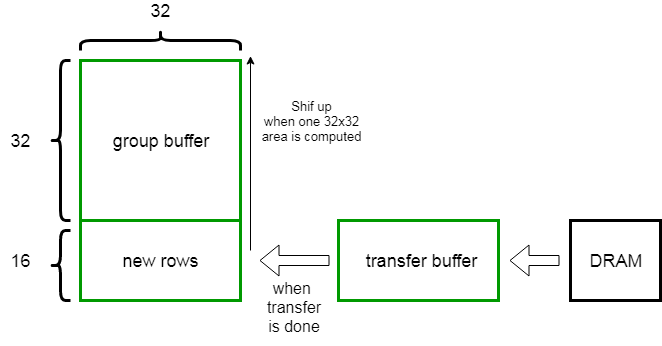 32
Shif up
when one 32x32
area is computed
32
group buffer
16
new rows
transfer buffer
DRAM
when
transfer
is done